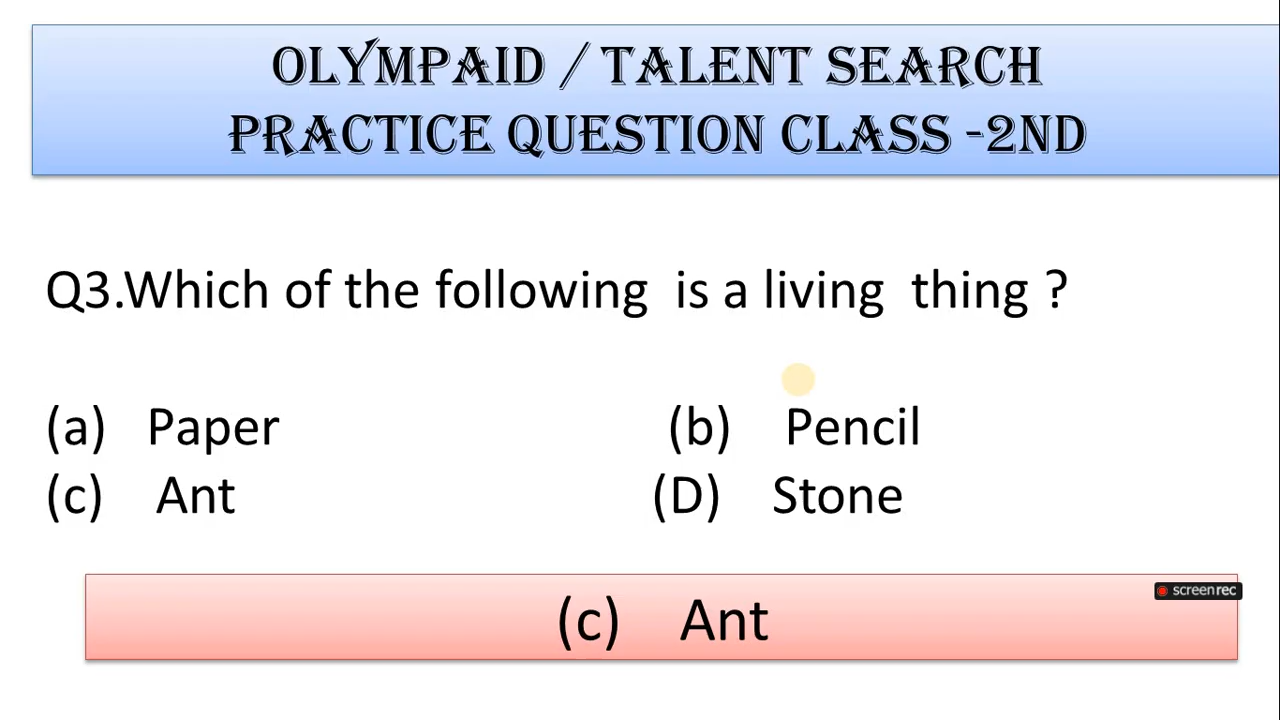 OLYMPAID / TALENT SEARCH
PRACTICE QUESTION CLASS -2ND
Q3.Which of the following is a living thing ?
(a) Paper (b) Pencil
(c) Ant (D) Stone
screenrec
(c) Ant